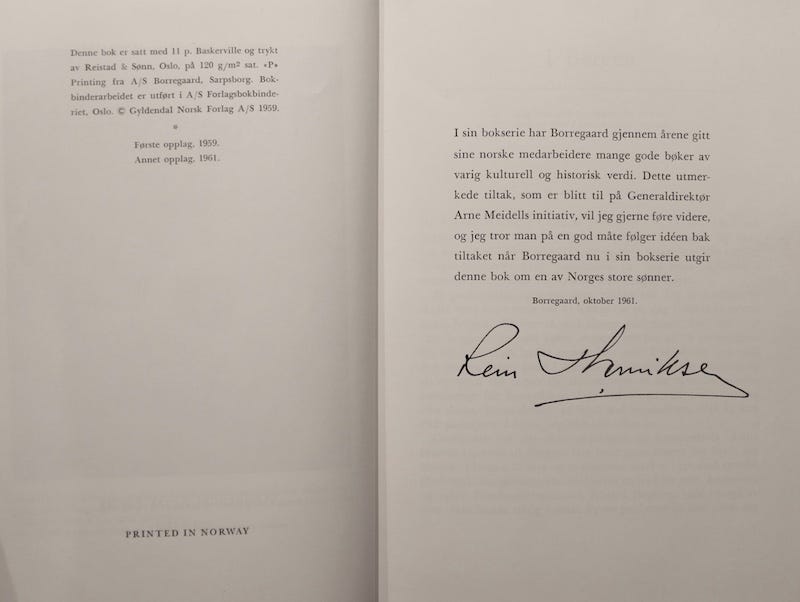 Denne bok er satt med 11 p. Baskerville og trykt
av Reistad & Sønn, Oslo, på 120 g/m² sat. «P»
Printing fra A/S Borregaard, Sarpsborg. Bok-
binderarbeidet er utført i A/S Forlagsbokbinde-
riet, Oslo. © Gyldendal Norsk Forlag A/S 1959.
*
Første opplag, 1959.
Annet opplag, 1961.
PRINTED IN NORWAY
I sin bokserie har Borregaard gjennem årene gitt
sine norske medarbeidere mange gode bøker av
varig kulturell og historisk verdi. Dette utmer-
kede tiltak, som er blitt til på Generaldirektør
Arne Meidells initiativ, vil jeg gjerne føre videre,
og jeg tror man på en god måte følger idéen bak
tiltaket når Borregaard nu i sin bokserie utgir
denne bok om en av Norges store sønner.
Borregaard, oktober 1961.
Rein Henriksen